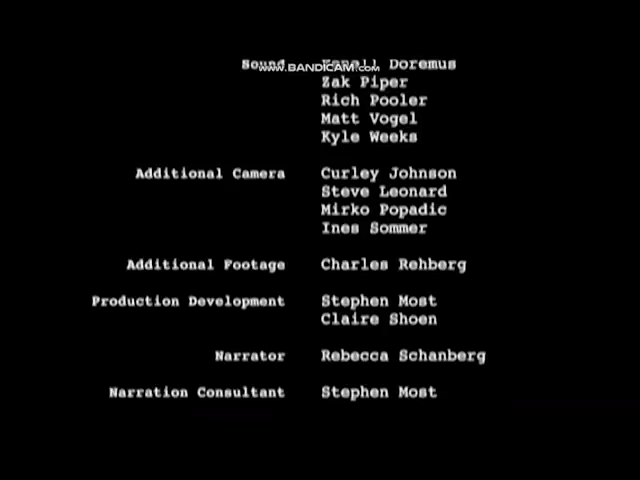 www.BANDICAM.com
Sound Doremus
Zak Piper
Rich Pooler
Matt Vogel
Kyle Weeks
Additional Camera Curley Johnson
Steve Leonard
Mirko Popadic
Ines Sommer
Additional Footage Charles Rehberg
Production Development Stephen Most
Claire Shoen
Narrator Rebecca Schanberg
Narration Consultant Stephen Most